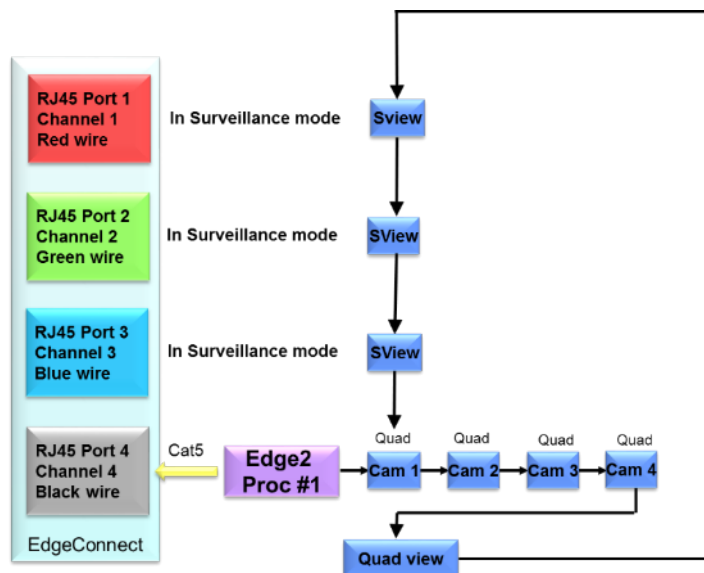 RJ45 Port 1
Channel 1
Red wire
In Surveillance mode
Sview
RJ45 Port 2
Channel 2
Green wire
In Surveillance mode
SView
RJ45 Port 3
Channel 3
Blue wire
In Surveillance mode
SView
RJ45 Port 4
Channel 4
Black wire
EdgeConnect
Cat5
Edge2
Proc #1
Quad
Cam 1
Quad
Cam 2
Quad
Cam 3
Quad
Cam 4
Quad view